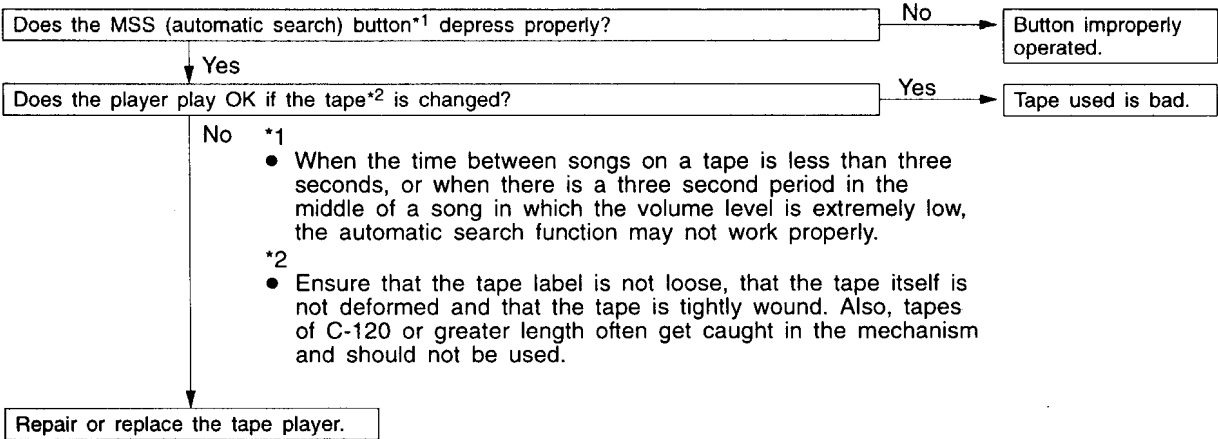 Does the MSS (automatic search) button*1 depress properly?
No
Button improperly
operated.
Yes
Does the player play OK if the tape*2 is changed?
Yes
Tape used is bad.
No
*1
● When the time between songs on a tape is less than three
seconds, or when there is a three second period in the
middle of a song in which the volume level is extremely low,
the automatic search function may not work properly.
*2
● Ensure that the tape label is not loose, that the tape itself is
not deformed and that the tape is tightly wound. Also, tapes
of C-120 or greater length often get caught in the mechanism
and should not be used.
Repair or replace the tape player.